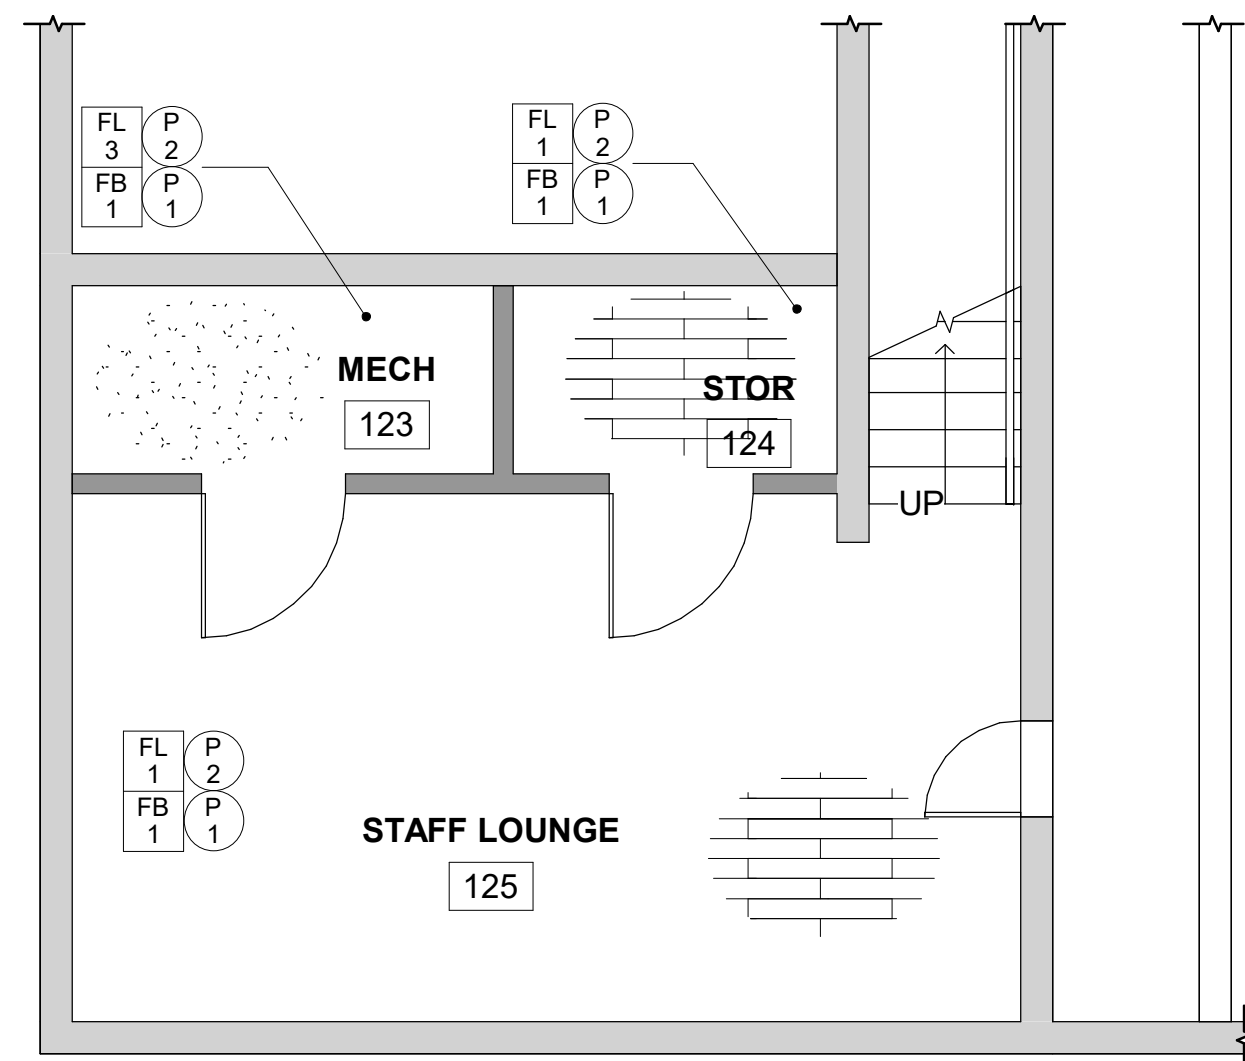 FL P
3 2
FB P
1 1
FL P
1 2
FB P
1 1
MECH
123
STOR
124
UP
FL P
1 2
FB P
1 1
STAFF LOUNGE
125